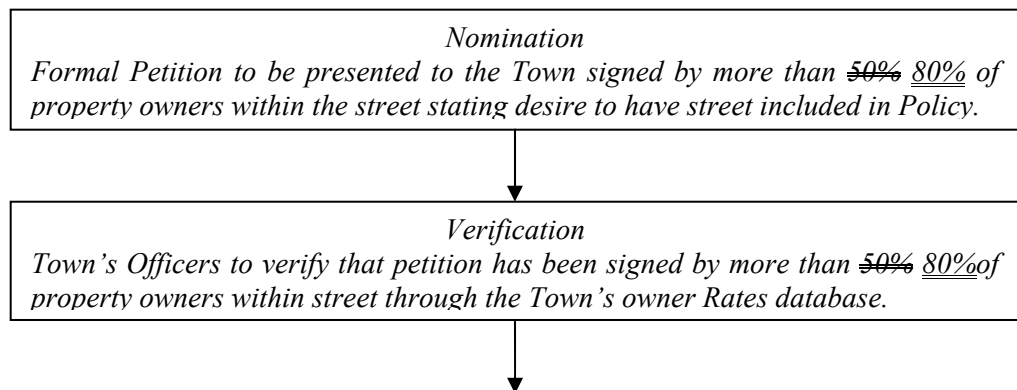 Nomination
Formal Petition to be presented to the Town signed by more than 50% 80% of
property owners within the street stating desire to have street included in Policy.
Verification
Town's Officers to verify that petition has been signed by more than 50% 80%of
property owners within street through the Town's owner Rates database.